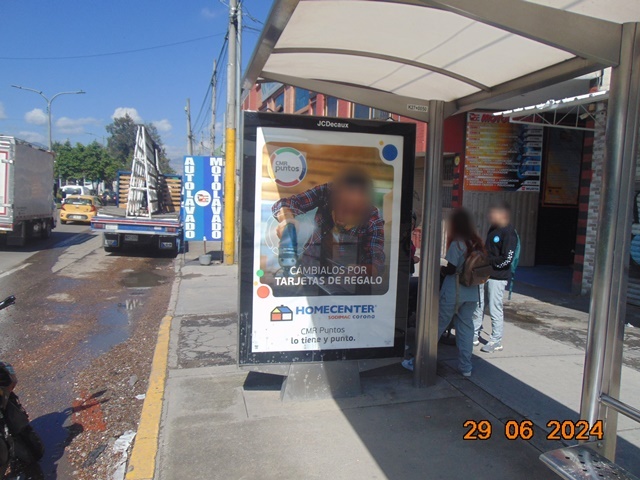 JCDecaux
CMR
puntos
CÁMBIALOS POR
TARJETAS DE REGALO
HOMECENTER
SODIMAC corona
CMR Puntos
lo tiene y punto.
AUTOLAVADO
MOTOLAVADO
29 06 2024